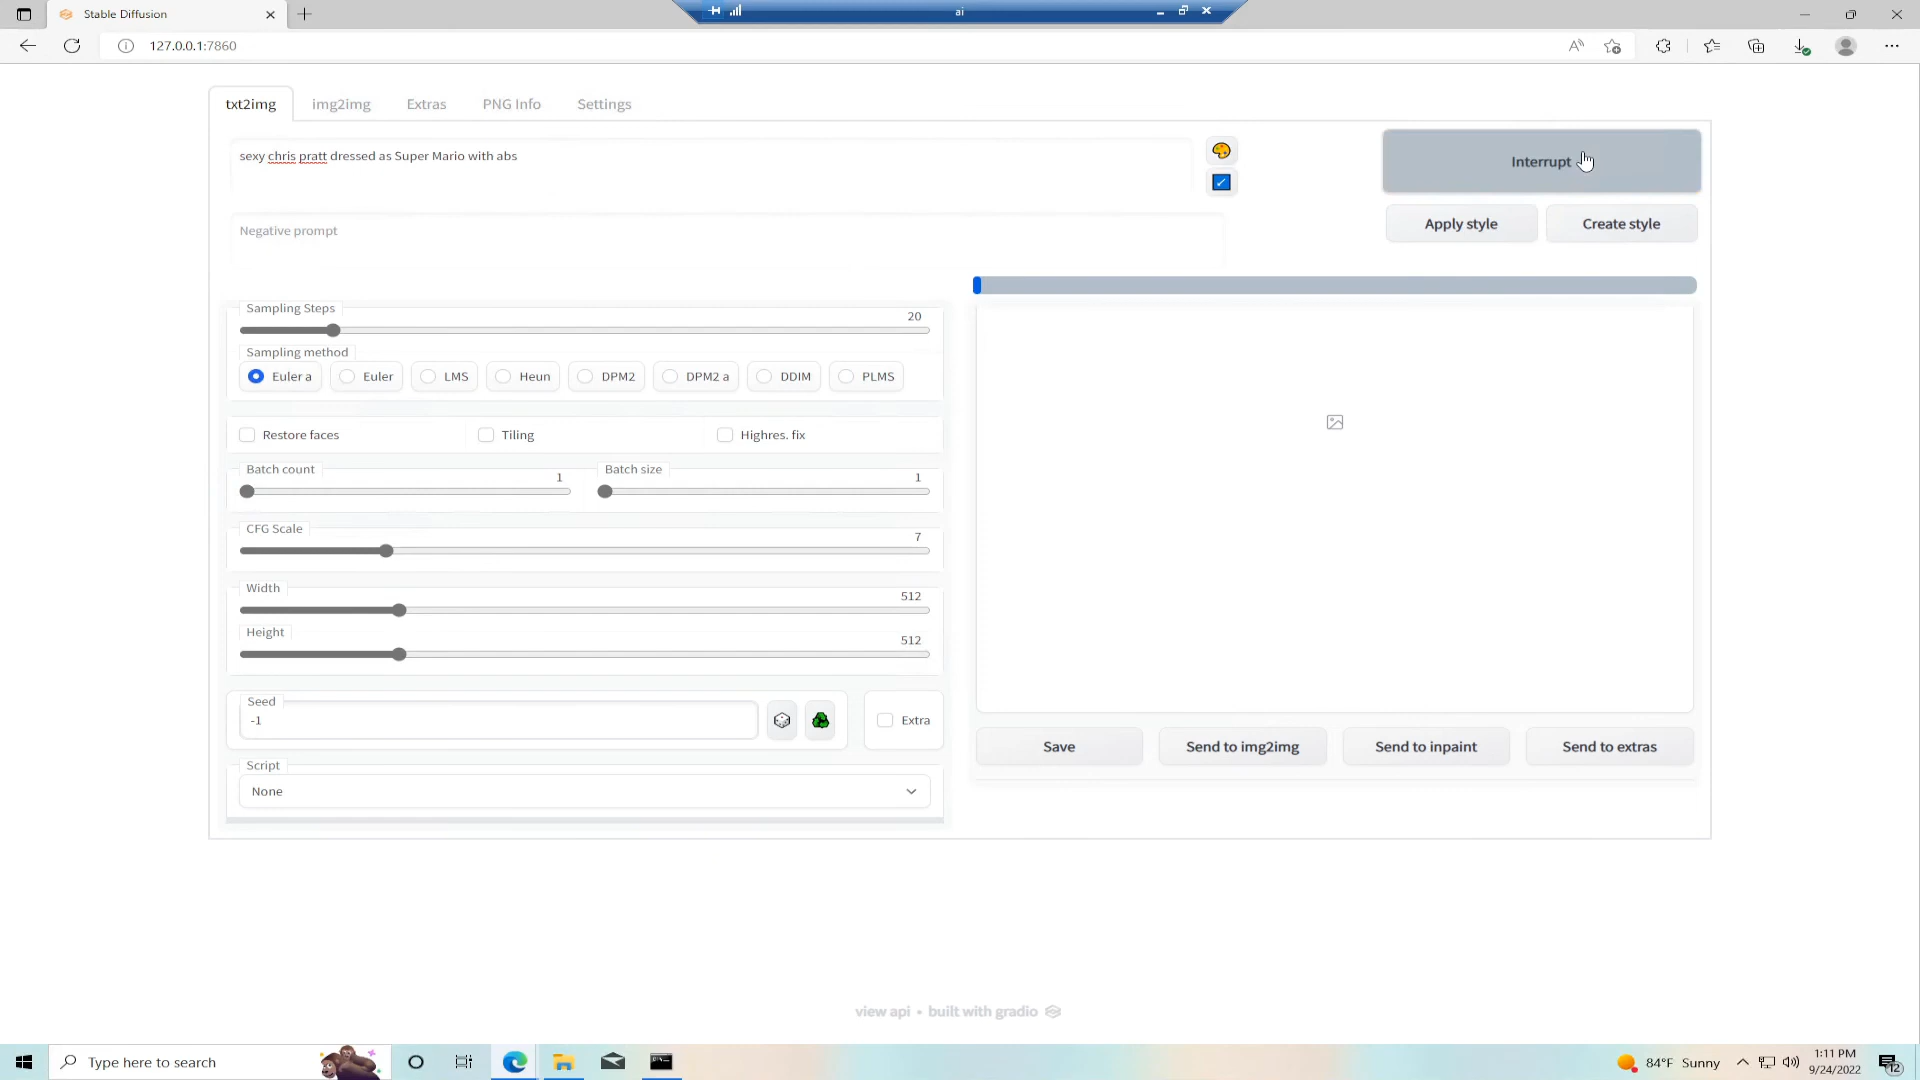 Stable Diffusion
ai
127.0.0.1:7860
txt2img img2img Extras PNG Info Settings
sexy chris pratt dressed as Super Mario with abs
Interrupt
Negative prompt
Apply style Create style
Sampling Steps
20
Sampling method
Euler a Euler LMS Heun DPM2 DPM2 a DDIM PLMS
Restore faces Tiling Highres. fix
Batch count 1 Batch size 1
CFG Scale
7
Width
512
Height
512
Seed
-1
Extra
Save Send to img2img Send to inpaint Send to extras
Script
None
view api • built with gradio
Type here to search
84°F Sunny
1:11 PM
9/24/2022
12